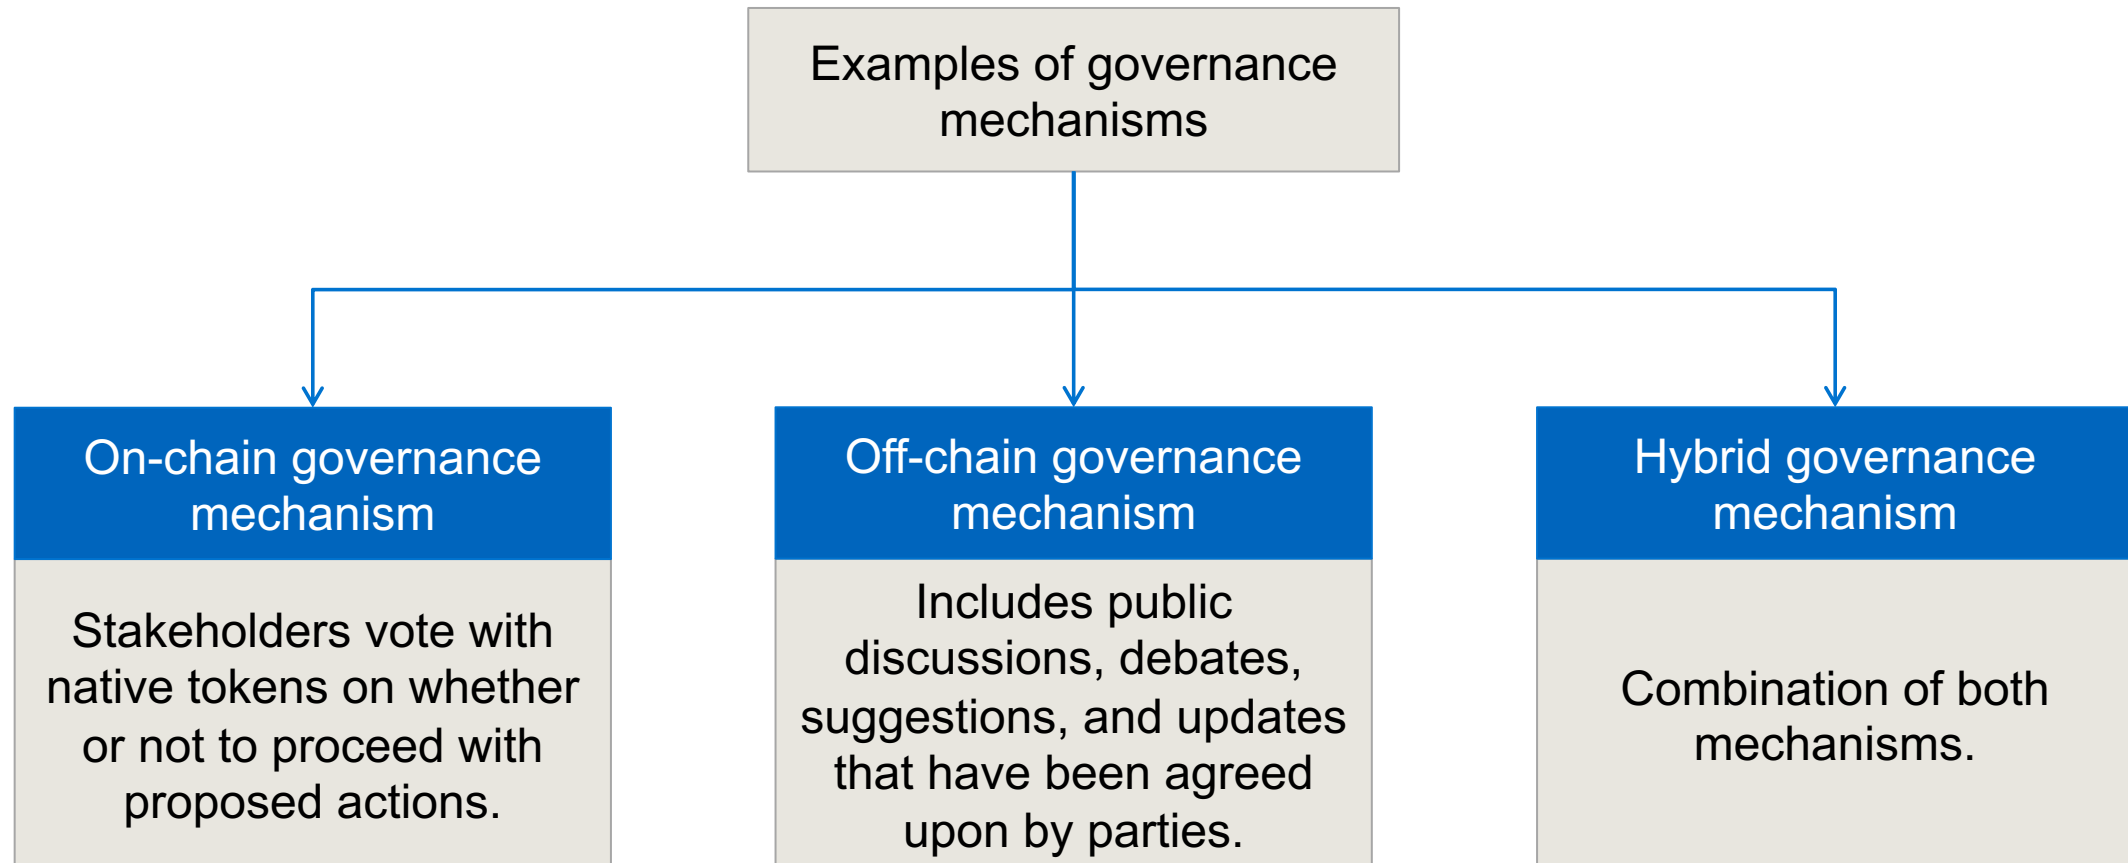 Examples of governance
mechanisms
On-chain governance
mechanism
Stakeholders vote with
native tokens on whether
or not to proceed with
proposed actions.
Off-chain governance
mechanism
Includes public
discussions, debates,
suggestions, and updates
that have been agreed
upon by parties.
Hybrid governance
mechanism
Combination of both
mechanisms.